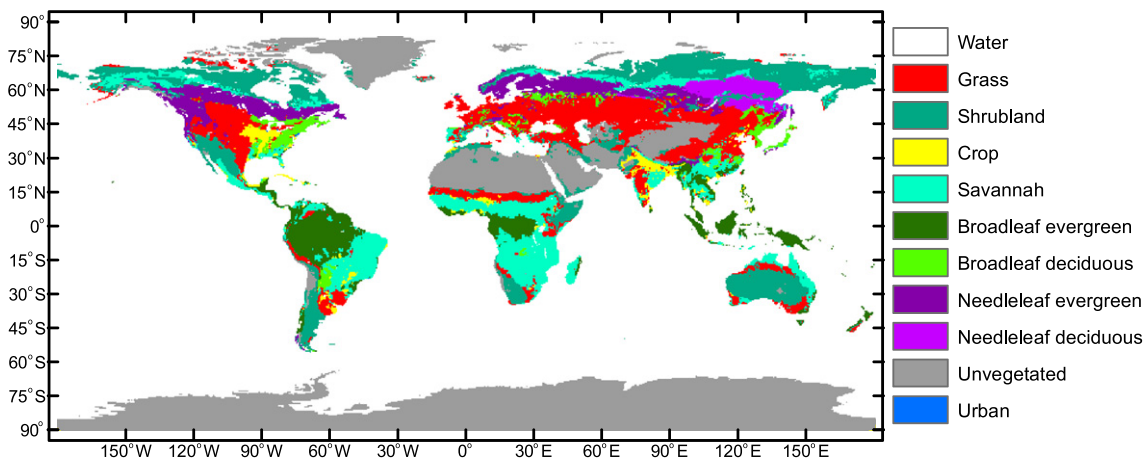 90°
75°N
60°N
45°N
30°N
15°N
0°
15°S
30°S
45°S
60°S
75°S
90°
150°W 120°W 90°W 60°W 30°W 0° 30°E 60°E 90°E 120°E 150°E
Water
Grass
Shrubland
Crop
Savannah
Broadleaf evergreen
Broadleaf deciduous
Needleleaf evergreen
Needleleaf deciduous
Unvegetated
Urban